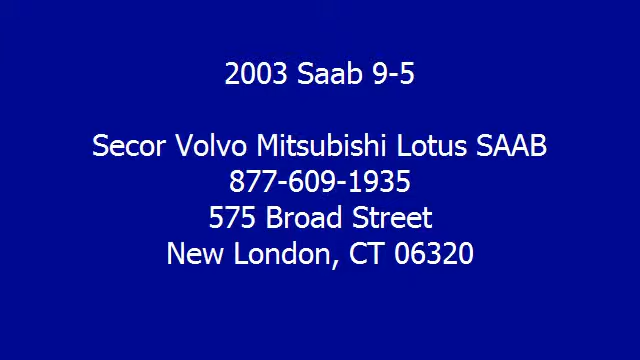 2003 Saab 9-5
Secor Volvo Mitsubishi Lotus SAAB
877-609-1935
575 Broad Street
New London, CT 06320